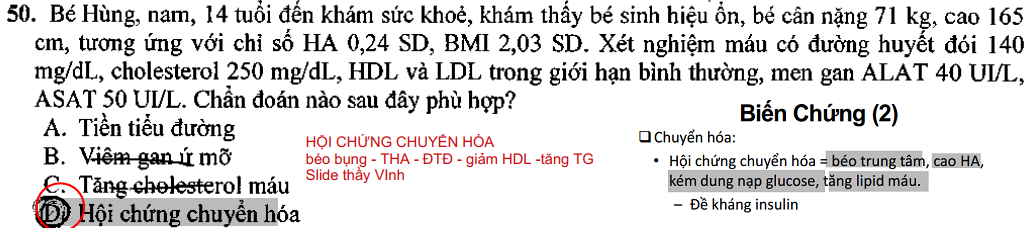 50. Bé Hùng, nam, 14 tuổi đến khám sức khoẻ, khám thấy bé sinh hiệu ổn, bé cân nặng 71 kg, cao 165
cm, tương ứng với chỉ số HA 0,24 SD, BMI 2,03 SD. Xét nghiệm máu có đường huyết đói 140
mg/dL, cholesterol 250 mg/dL, HDL và LDL trong giới hạn bình thường, men gan ALAT 40 UI/L,
ASAT 50 UI/L. Chẩn đoán nào sau đây phù hợp?
A. Tiền tiểu đường
B. Viêm gan ứ mỡ
C. Tăng cholesterol máu
D. Hội chứng chuyển hóa
HỘI CHỨNG CHUYỂN HÓA
béo bụng - THA - ĐTĐ - giảm HDL -tăng TG
Slide thầy VInh
Biến Chứng (2)
❑ Chuyển hóa:
• Hội chứng chuyển hóa = béo trung tâm, cao HA,
kém dung nạp glucose, tăng lipid máu.
– Đề kháng insulin